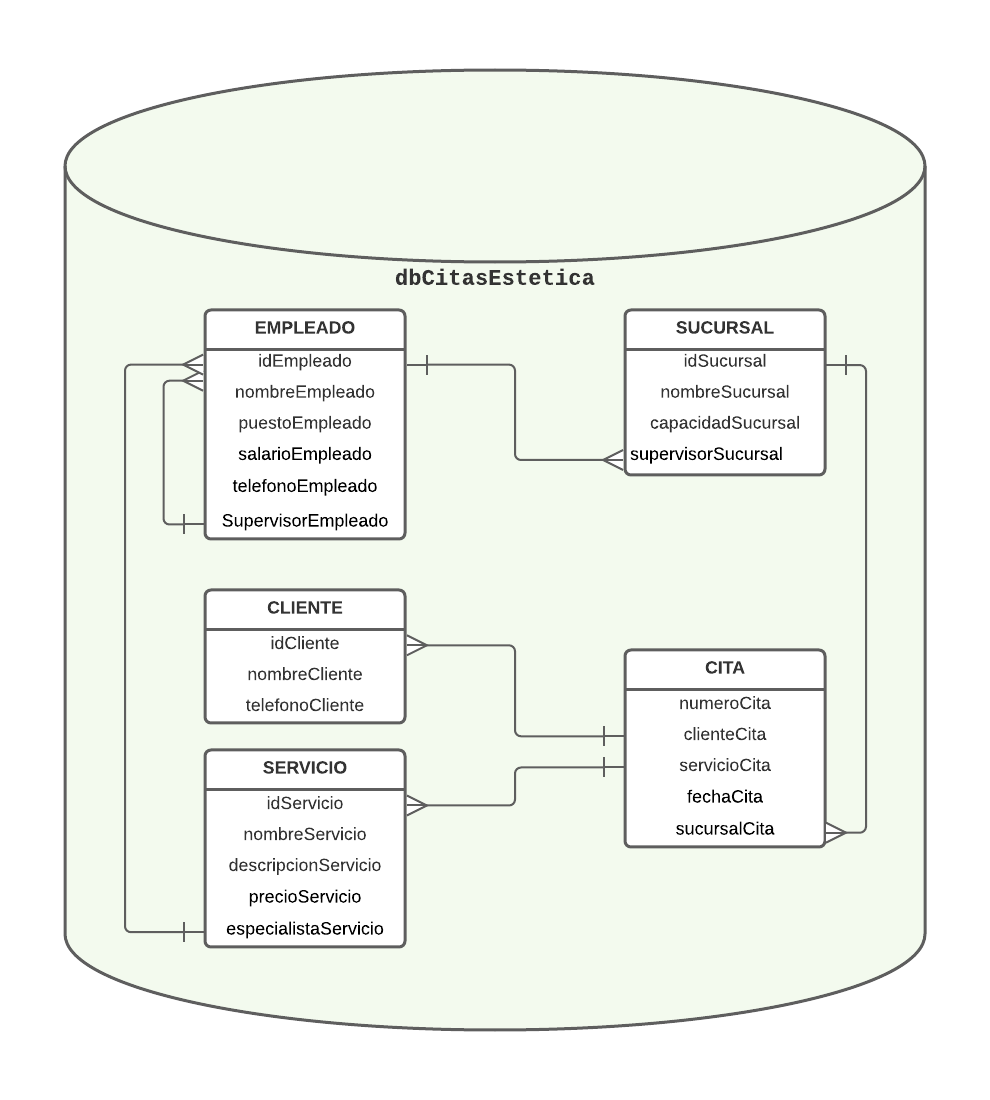 dbCitasEstetica
EMPLEADO
idEmpleado
nombreEmpleado
puestoEmpleado
salarioEmpleado
telefonoEmpleado
SupervisorEmpleado
SUCURSAL
idSucursal
nombreSucursal
capacidadSucursal
supervisorSucursal
CLIENTE
idCliente
nombreCliente
telefonoCliente
CITA
numeroCita
clienteCita
servicioCita
fechaCita
sucursalCita
SERVICIO
idServicio
nombreServicio
descripcionServicio
precioServicio
especialistaServicio